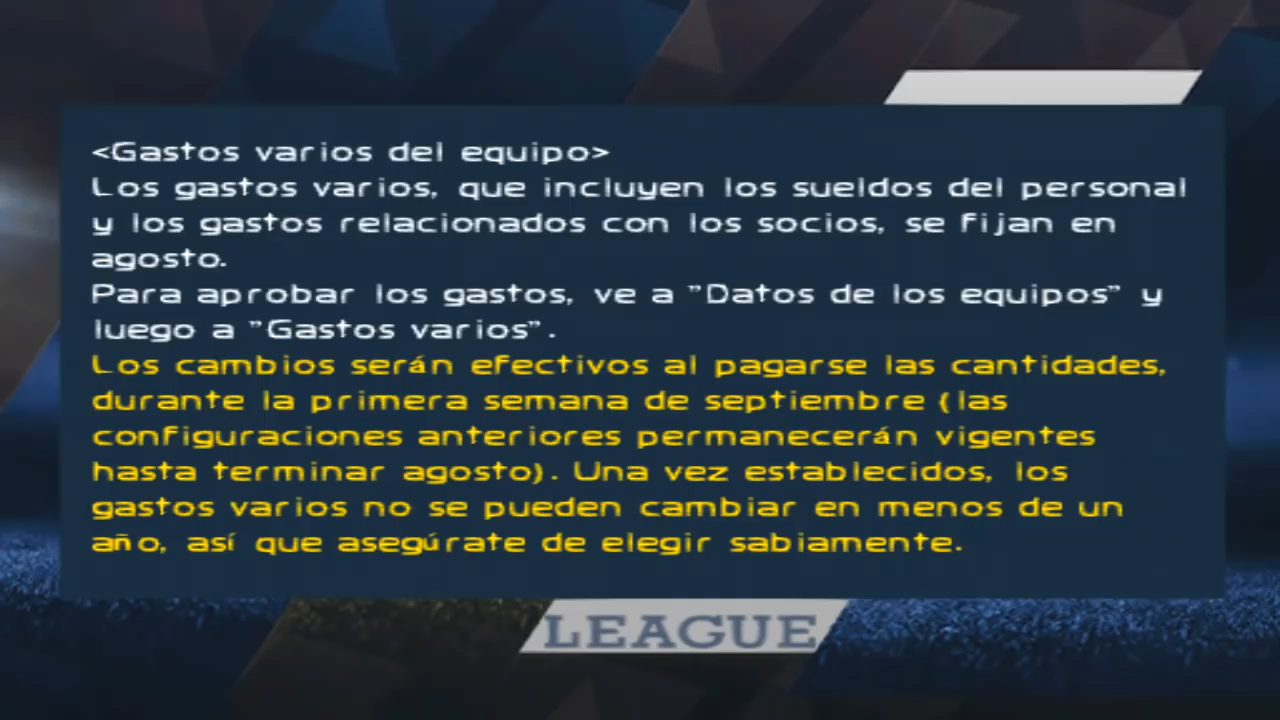 <Gastos varios del equipo>
Los gastos varios, que incluyen los sueldos del personal
y los gastos relacionados con los socios, se fijan en
agosto.
Para aprobar los gastos, ve a "Datos de los equipos" y
luego a "Gastos varios".
Los cambios serán efectivos al pagarse las cantidades,
durante la primera semana de septiembre (las
configuraciones anteriores permanecerán vigentes
hasta terminar agosto). Una vez establecidos, los
gastos varios no se pueden cambiar en menos de un
año, así que asegúrate de elegir sabiamente.
LEAGUE